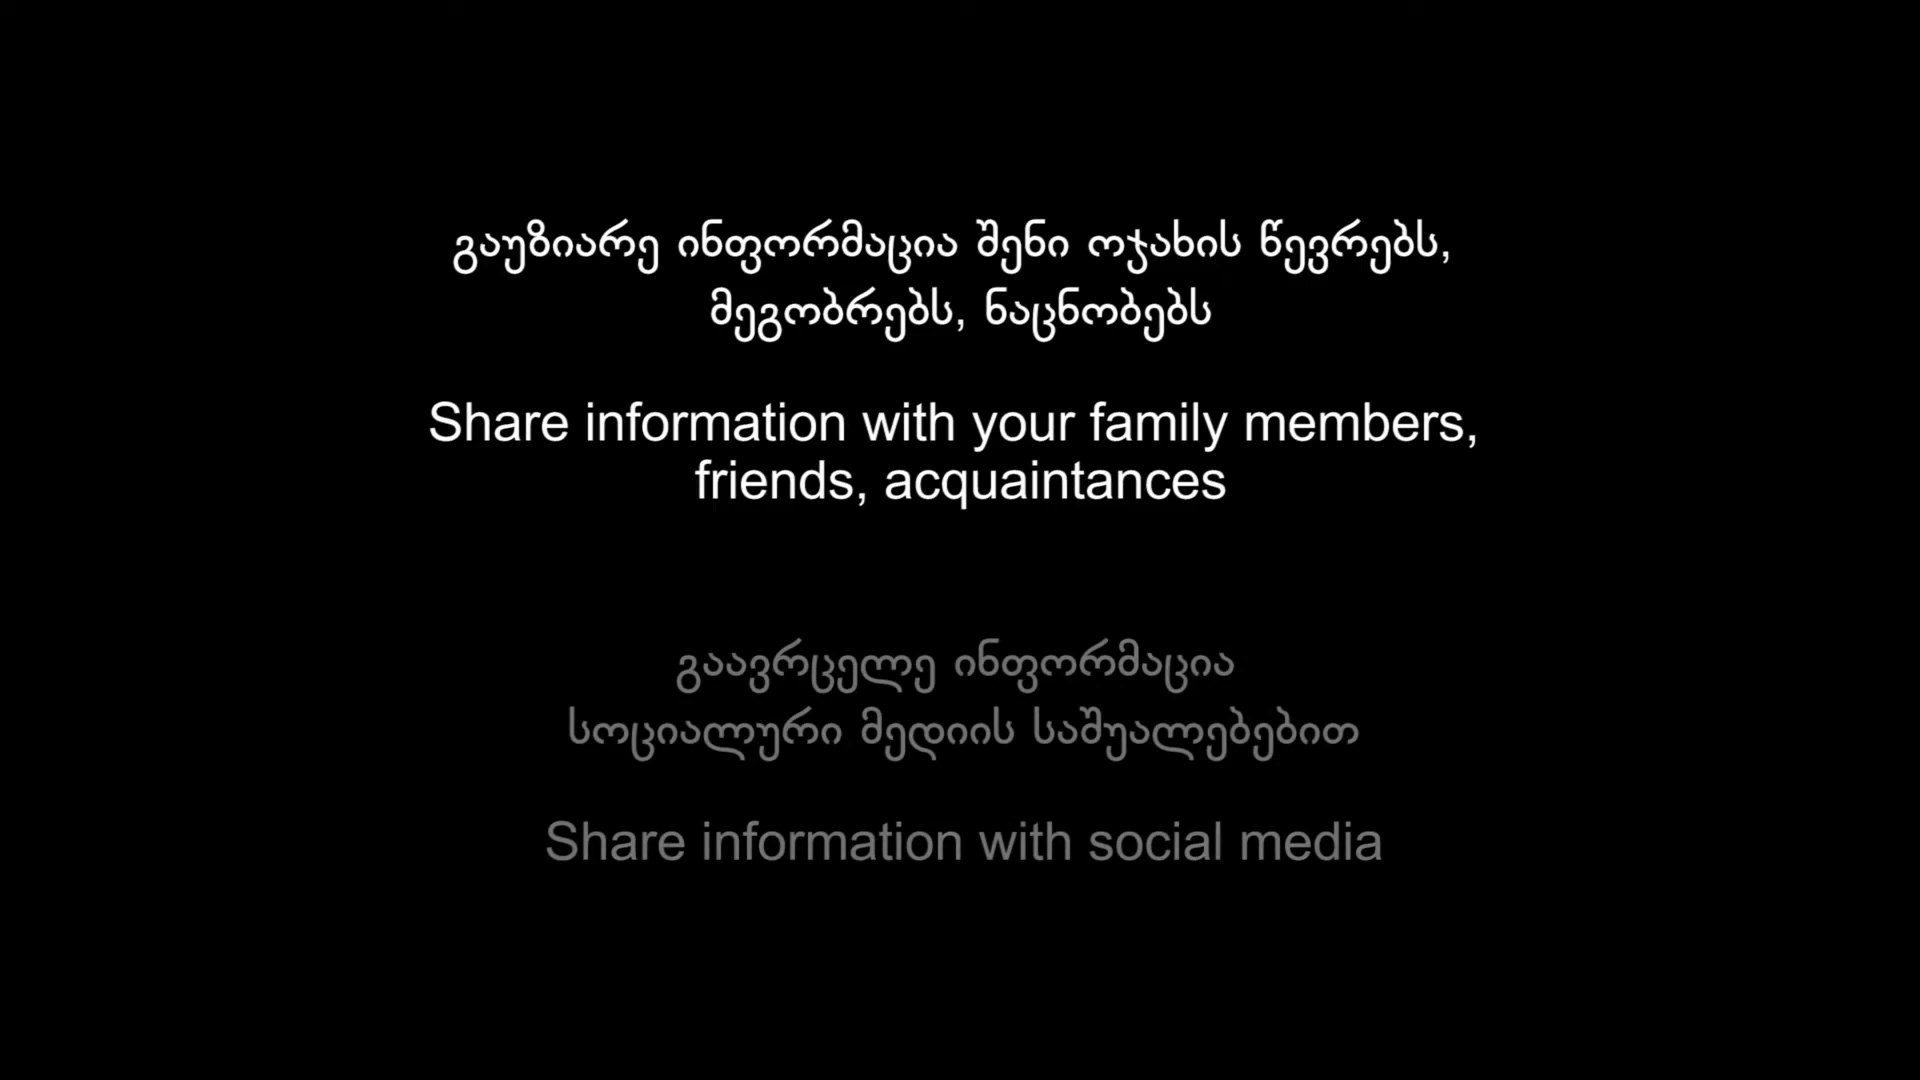 გაუზიარე ინფორმაცია შენი ოჯახის წევრებს,
მეგობრებს, ნაცნობებს
Share information with your family members,
friends, acquaintances
გაავრცელე ინფორმაცია
სოციალური მედიის საშუალებებით
Share information with social media